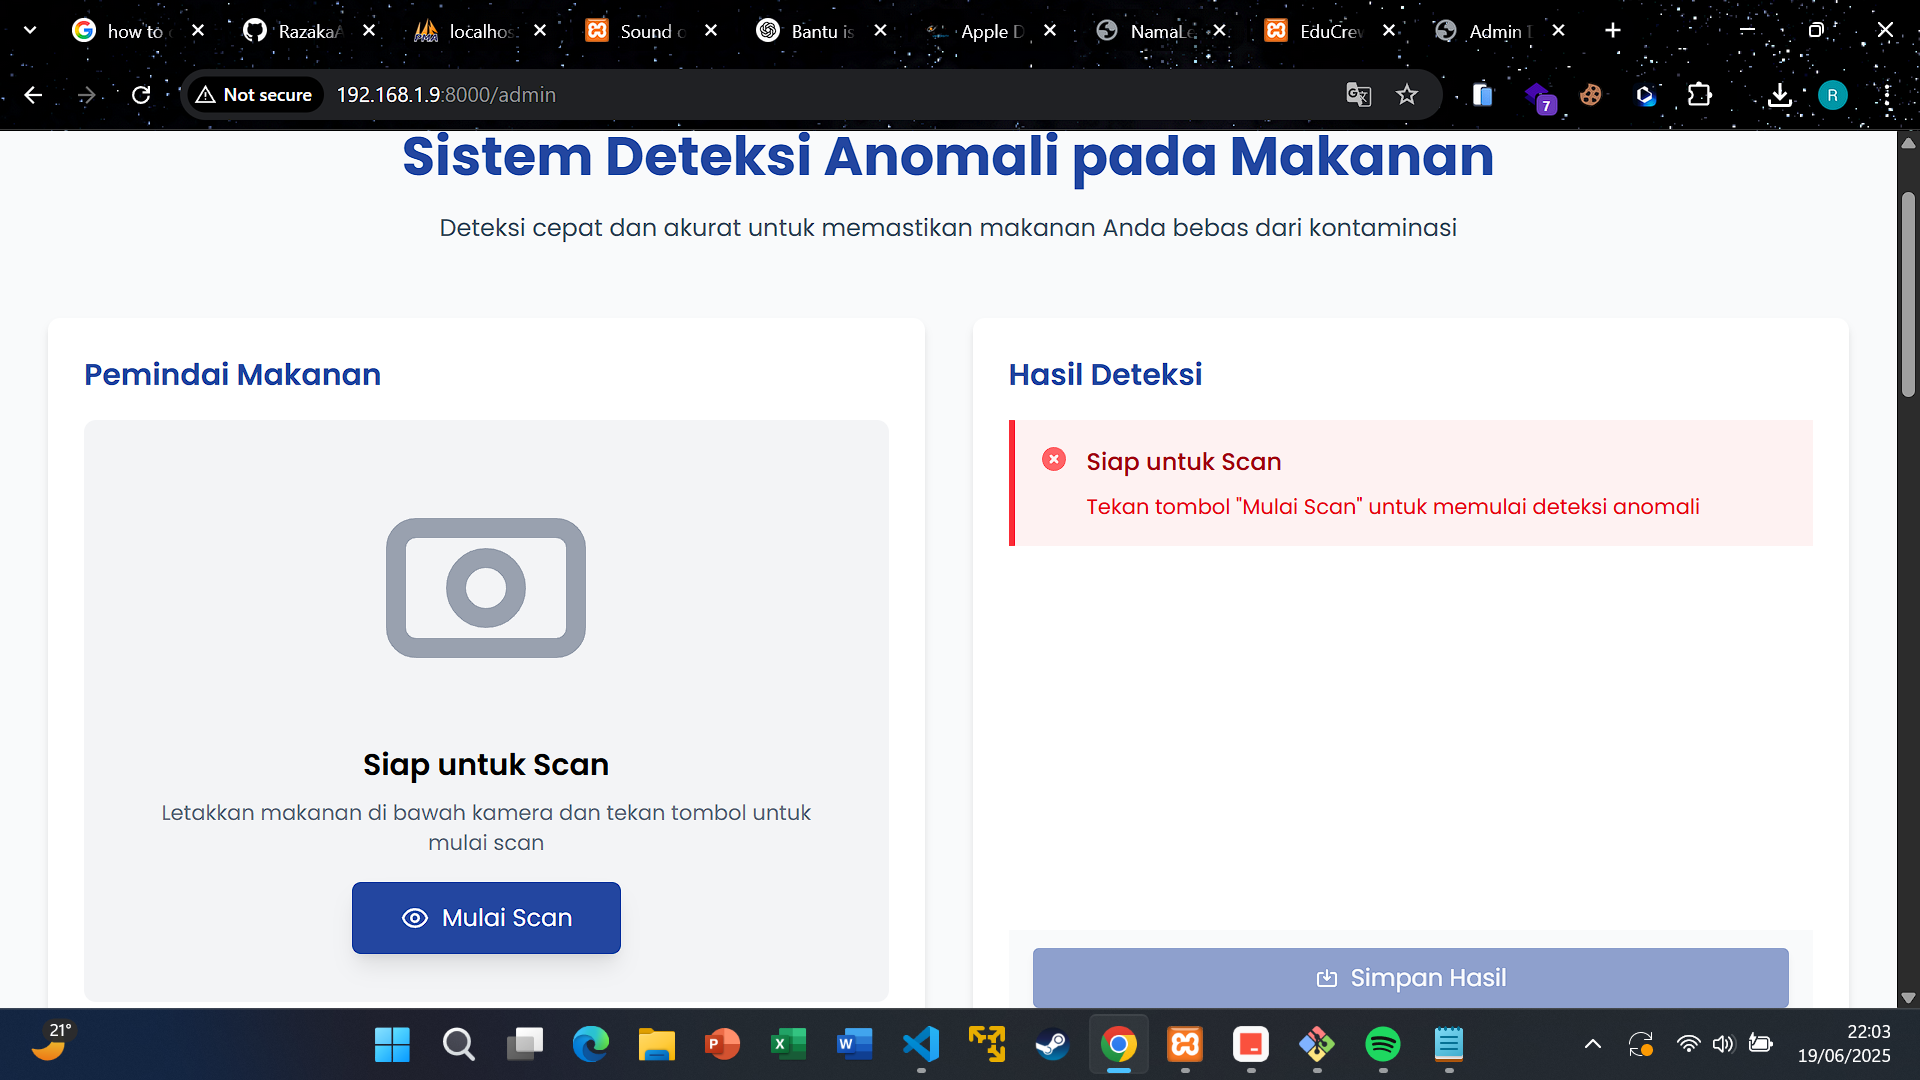 how to
RazakaA
localhos
Sound o
Bantu is
Apple D
NamaLe
EduCrew
Admin D
Not secure
192.168.1.9:8000/admin
7
R
Sistem Deteksi Anomali pada Makanan
Deteksi cepat dan akurat untuk memastikan makanan Anda bebas dari kontaminasi
Pemindai Makanan
Siap untuk Scan
Letakkan makanan di bawah kamera dan tekan tombol untuk
mulai scan
Mulai Scan
Hasil Deteksi
Siap untuk Scan
Tekan tombol "Mulai Scan" untuk memulai deteksi anomali
Simpan Hasil
21°
22:03
19/06/2025